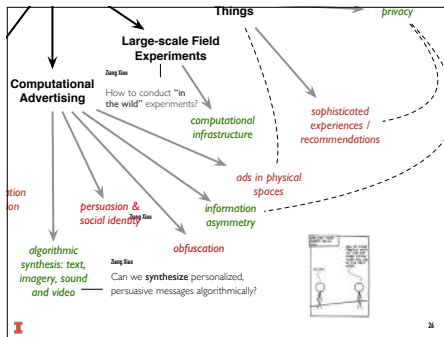 Things
privacy
Large-scale Field
Experiments
Ziang Xiao
Computational
Advertising
How to conduct "in
the wild" experiments?
computational
infrastructure
sophisticated
experiences /
recommendations
ads in physical
spaces
persuasion &
social identity
Ziang Xiao
information
asymmetry
obfuscation
algorithmic
synthesis: text,
imagery, sound
and video
Ziang Xiao
Can we synthesize personalized,
persuasive messages algorithmically?
I
26